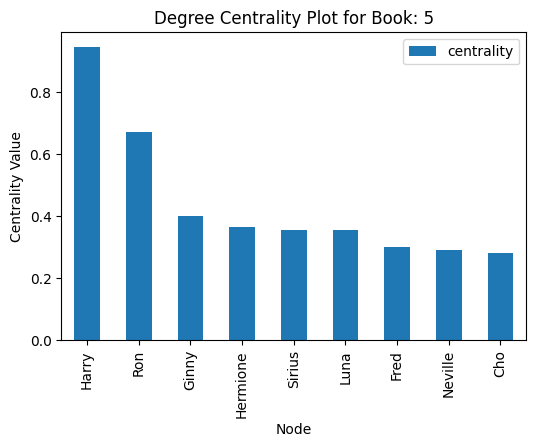 Degree Centrality Plot for Book: 5
centrality
Centrality Value
0.8
0.6
0.4
0.2
0.0
Harry
Ron
Ginny
Hermione
Sirius
Luna
Fred
Neville
Cho
Node